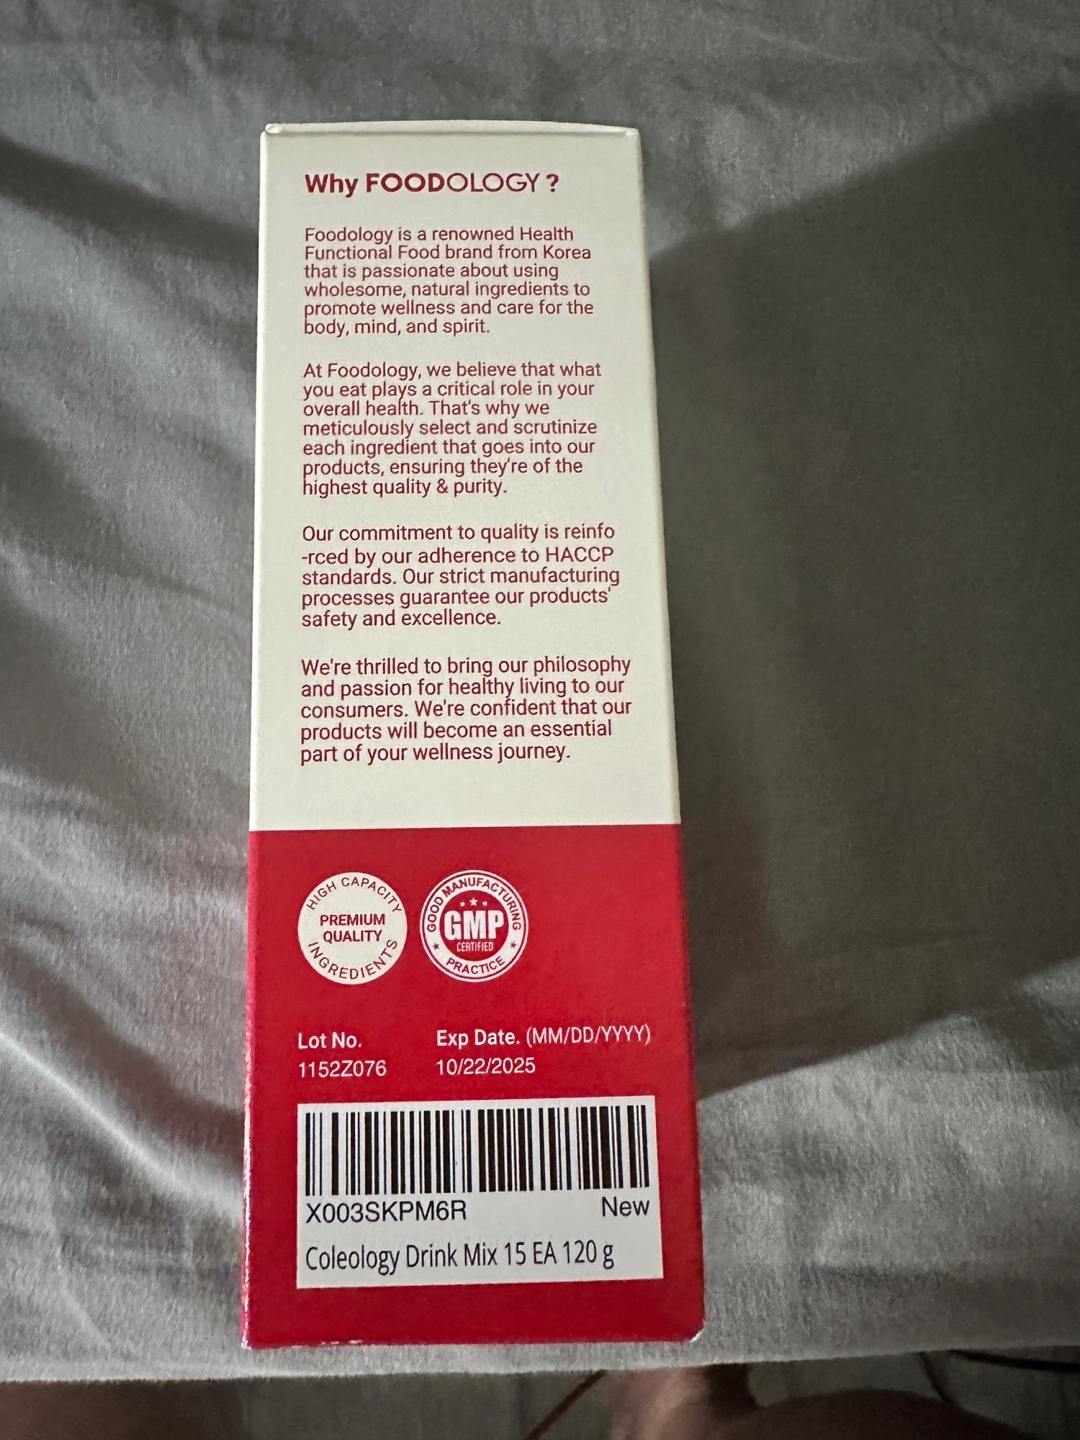 Why FOODOLOGY ?
Foodology is a renowned Health
Functional Food brand from Korea
that is passionate about using
wholesome, natural ingredients to
promote wellness and care for the
body, mind, and spirit.
At Foodology, we believe that what
you eat plays a critical role in your
overall health. That's why we
meticulously select and scrutinize
each ingredient that goes into our
products, ensuring they're of the
highest quality & purity.
Our commitment to quality is reinfo
-rced by our adherence to HACCP
standards. Our strict manufacturing
processes guarantee our products'
safety and excellence.
We're thrilled to bring our philosophy
and passion for healthy living to our
consumers. We're confident that our
products will become an essential
part of your wellness journey.
HIGH CAPACITY
PREMIUM
QUALITY
INGREDIENTS
GOOD MANUFACTURING
GMP
CERTIFIED
PRACTICE
Lot No. Exp Date. (MM/DD/YYYY)
1152Z076 10/22/2025
X003SKPM6R New
Coleology Drink Mix 15 EA 120 g